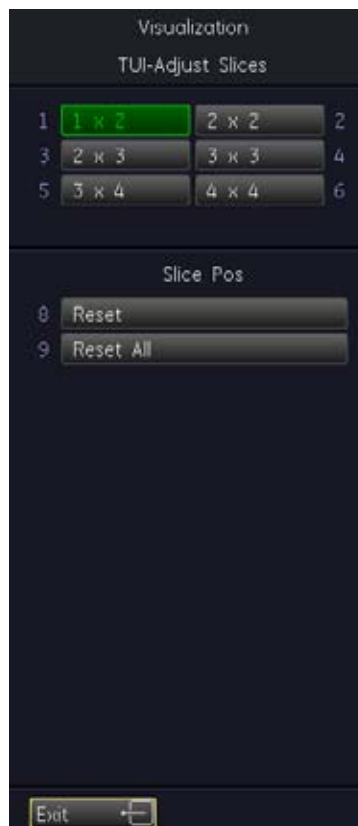 Visualization
TUI-Adjust Slices
1 1 x 2 2 x 2 2
3 2 x 3 3 x 3 4
5 3 x 4 4 x 4 6
Slice Pos
8 Reset
9 Reset All
Exit